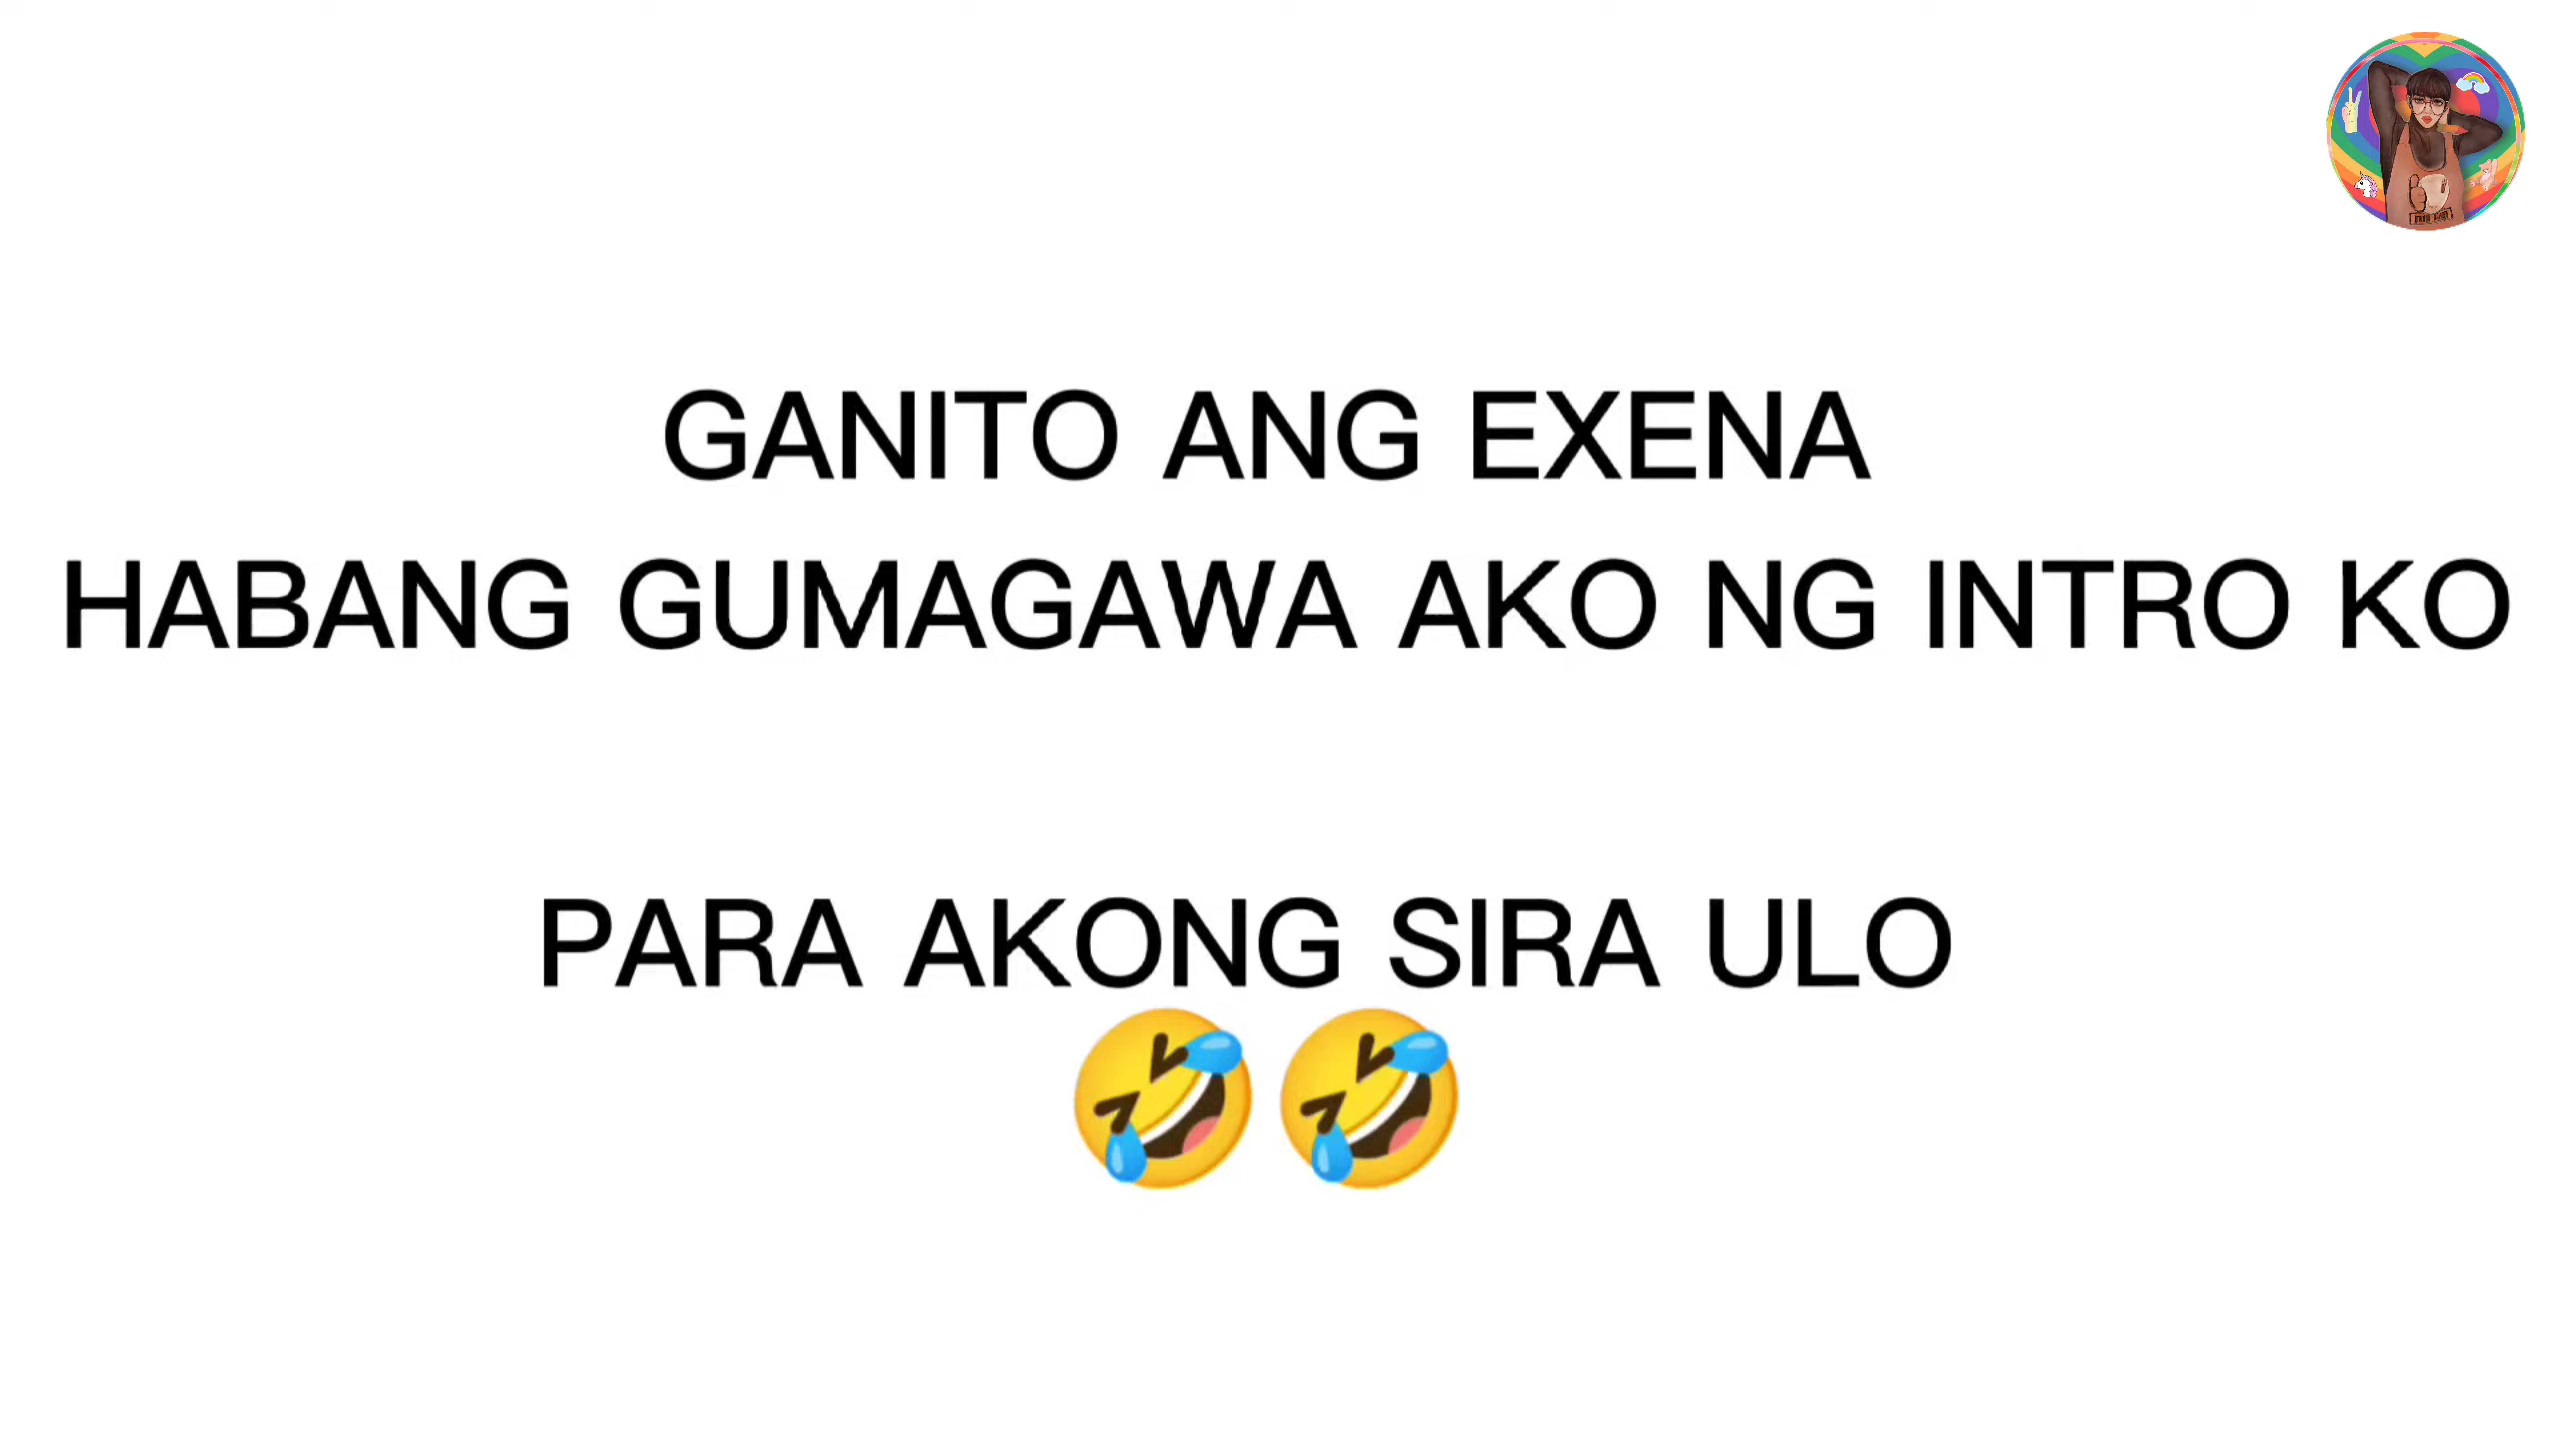 GANITO ANG EXENA
HABANG GUMAGAWA AKO NG INTRO KO
PARA AKONG SIRA ULO
🤣🤣